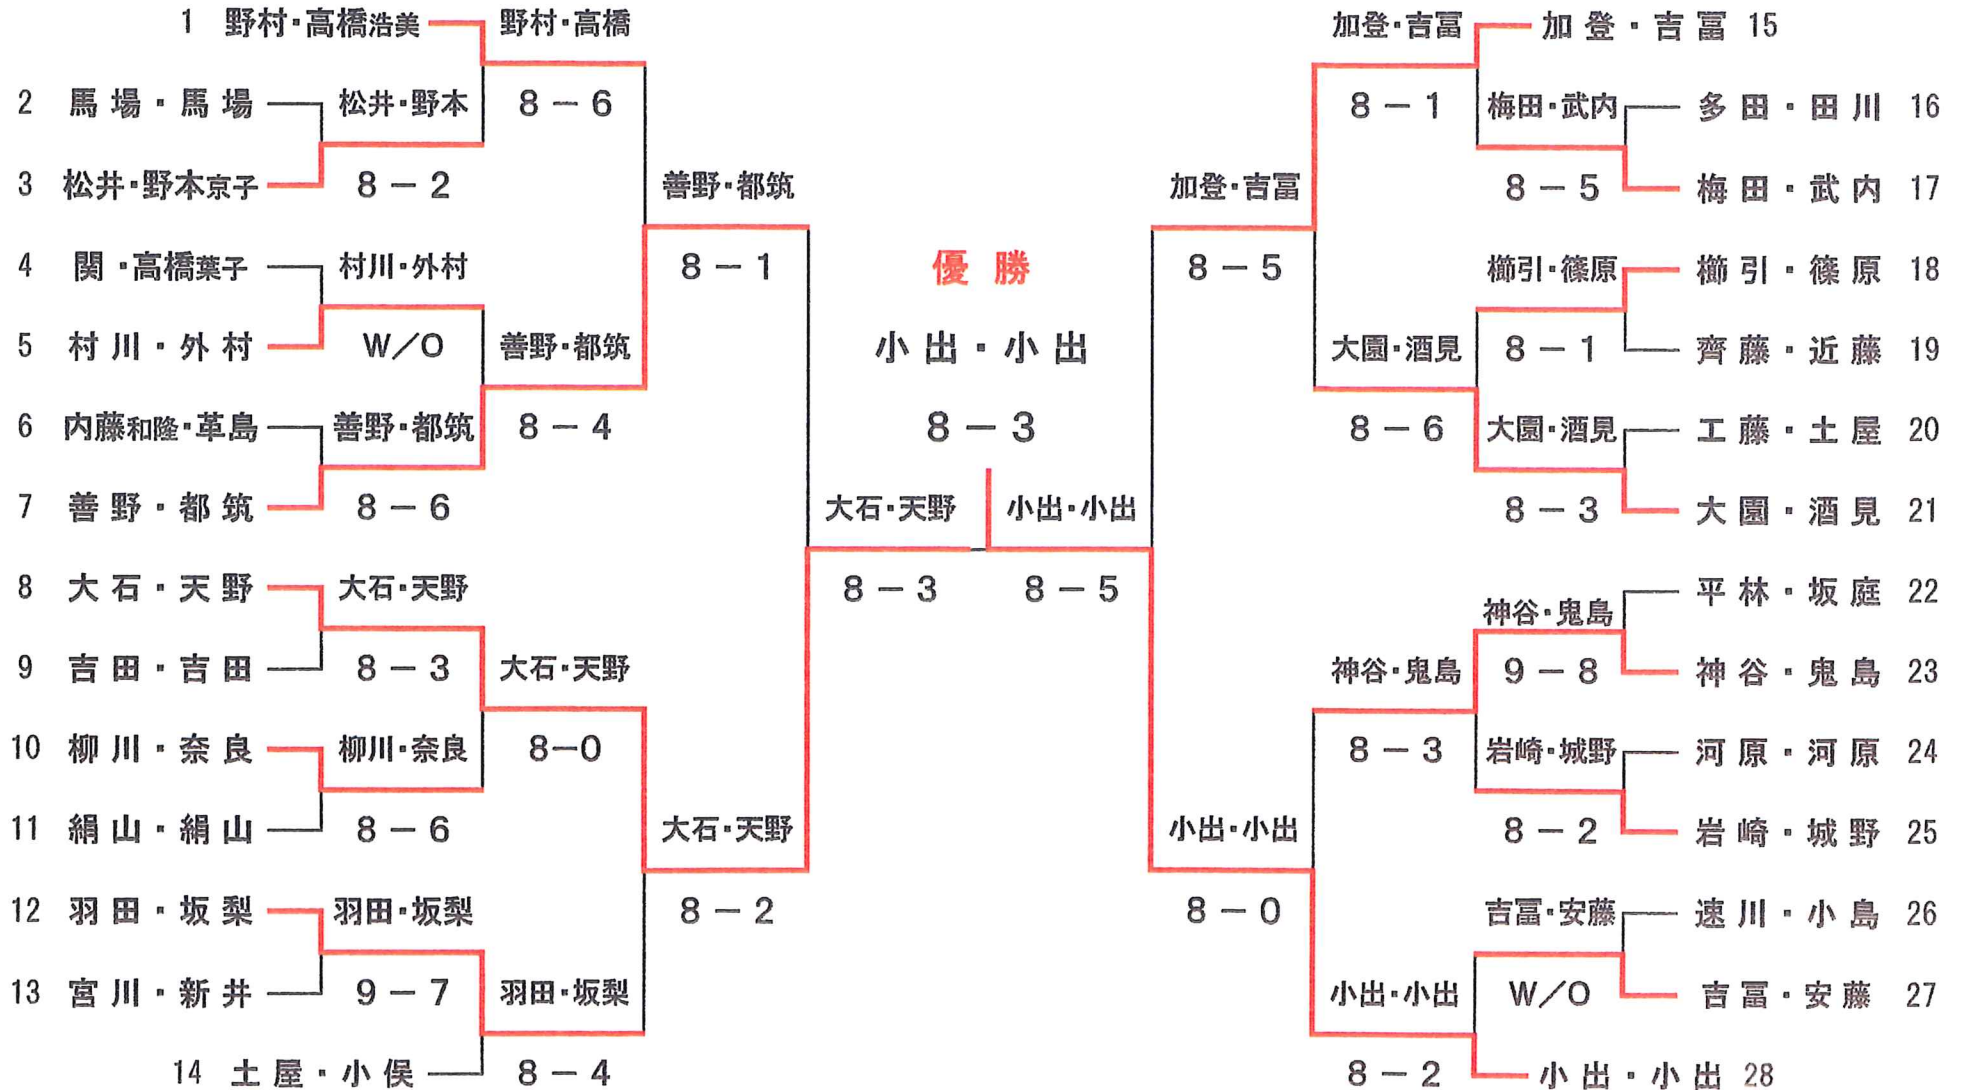 1 野村・高橋浩美 野村・高橋 加登・吉冨 加登・吉冨 15
2 馬場・馬場 松井・野本 8－6 8－1 梅田・武内 多田・田川 16
3 松井・野本京子 8－2 善野・都筑 加登・吉冨 8－5 梅田・武内 17
4 関・高橋葉子 村川・外村 8－1 優勝 8－5 櫛引・篠原 櫛引・篠原 18
5 村川・外村 W／O 善野・都筑 小出・小出 大園・酒見 8－1 齊藤・近藤 19
6 内藤和隆・革島 善野・都筑 8－4 8－3 8－6 大園・酒見 工藤・土屋 20
7 善野・都筑 8－6 大石・天野 小出・小出 8－3 大園・酒見 21
8 大石・天野 大石・天野 8－3 8－5 神谷・鬼島 平林・坂庭 22
9 吉田・吉田 8－3 大石・天野 神谷・鬼島 9－8 神谷・鬼島 23
10 柳川・奈良 柳川・奈良 8－0 8－3 岩崎・城野 河原・河原 24
11 絹山・絹山 8－6 大石・天野 小出・小出 8－2 岩崎・城野 25
12 羽田・坂梨 羽田・坂梨 8－2 8－0 吉冨・安藤 速川・小島 26
13 宮川・新井 9－7 羽田・坂梨 小出・小出 W／O 吉冨・安藤 27
14 土屋・小俣 8－4 8－2 小出・小出 28